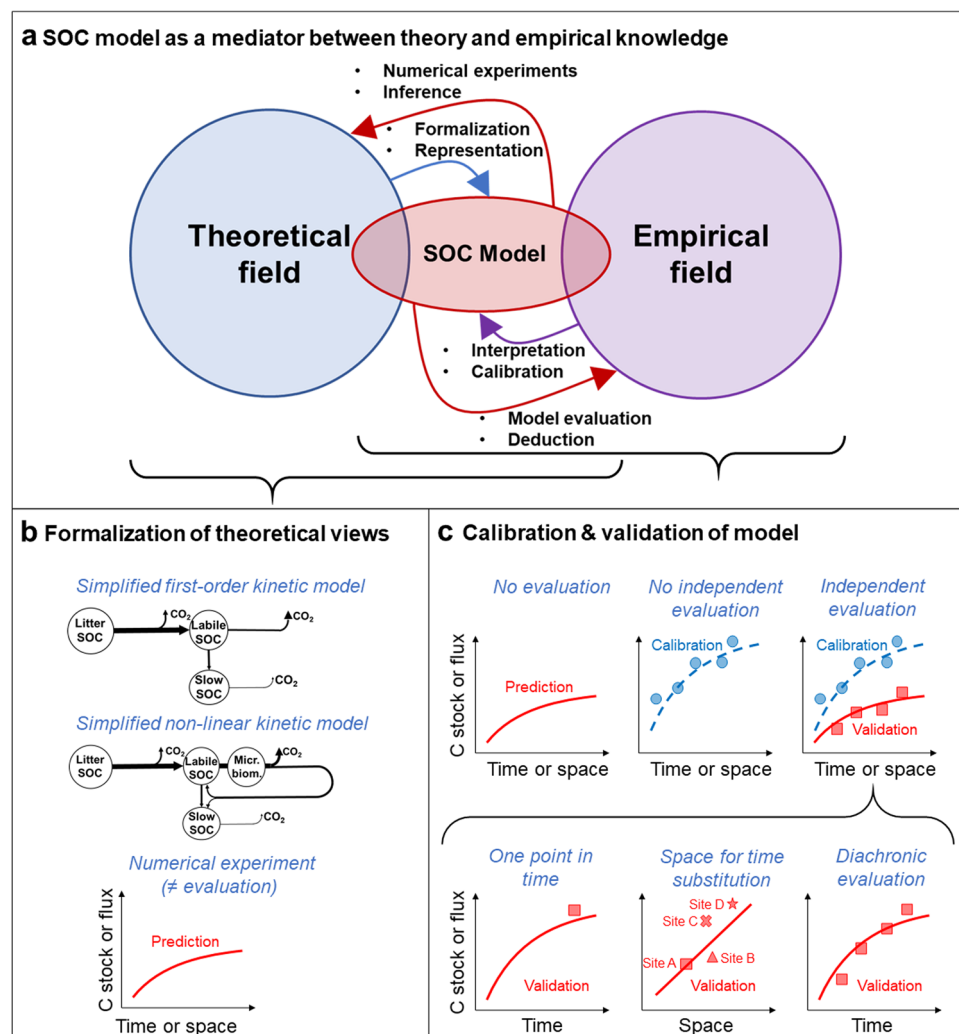 a SOC model as a mediator between theory and empirical knowledge
• Numerical experiments
• Inference
• Formalization
• Representation
Theoretical
field
SOC Model
Empirical
field
• Interpretation
• Calibration
• Model evaluation
• Deduction
b Formalization of theoretical views
Simplified first-order kinetic model
Litter
SOC
CO2
Labile
SOC
CO2
Slow
SOC
CO2
Simplified non-linear kinetic model
Litter
SOC
CO2
Labile
SOC
Micr.
biom.
CO2
Slow
SOC
CO2
Numerical experiment
(≠ evaluation)
C stock or flux
Prediction
Time or space
c Calibration & validation of model
No evaluation
C stock or flux
Prediction
Time or space
No independent
evaluation
Calibration
Time or space
Independent
evaluation
Calibration
Validation
Time or space
One point in
time
C stock or flux
Validation
Time
Space for time
substitution
Site D
Site C
Site A
Site B
Validation
Space
Diachronic
evaluation
Validation
Time